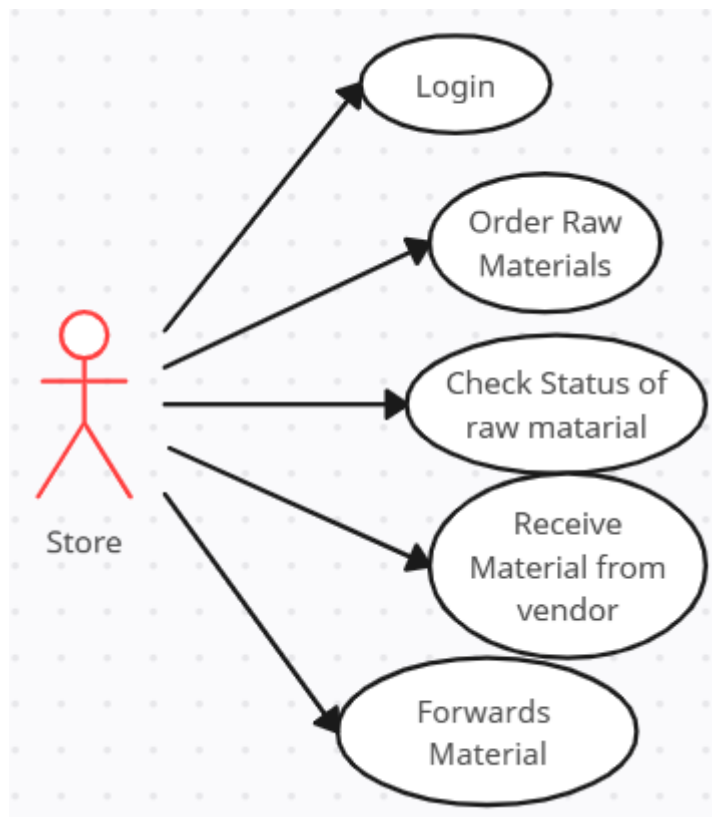 Login
Order Raw
Materials
Check Status of
raw matarial
Store
Receive
Material from
vendor
Forwards
Material